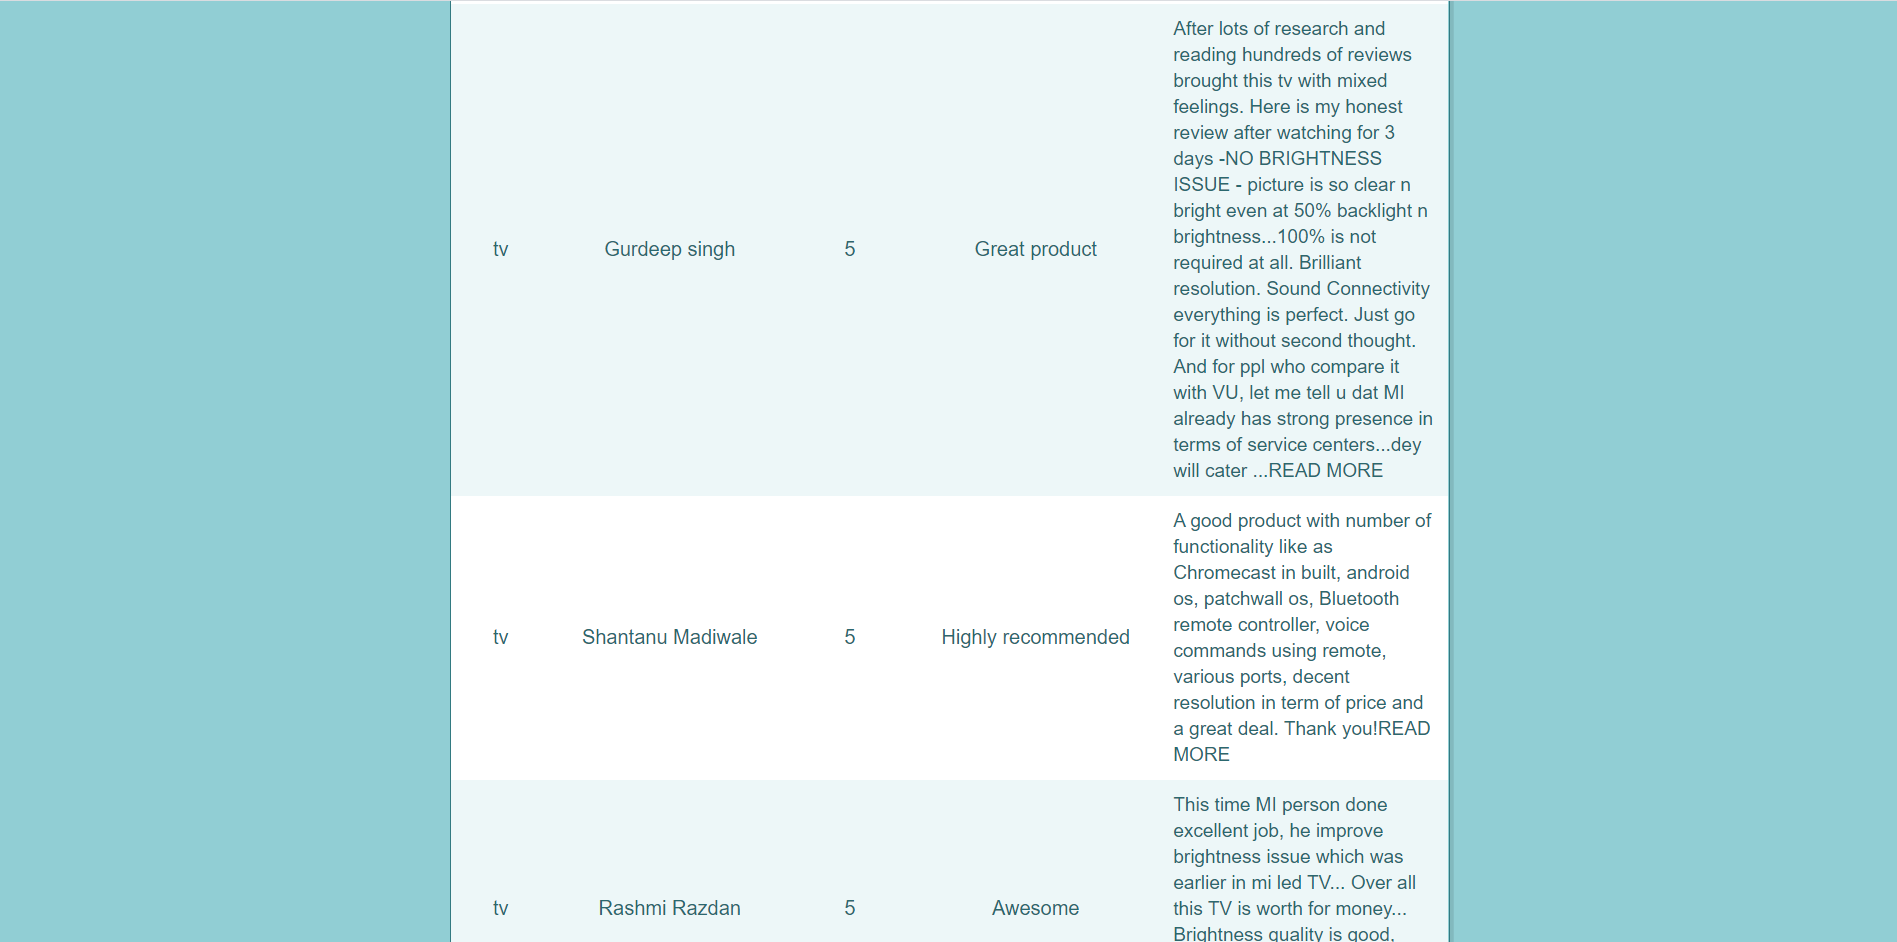 tv
Gurdeep singh
5
Great product
After lots of research and
reading hundreds of reviews
brought this tv with mixed
feelings. Here is my honest
review after watching for 3
days -NO BRIGHTNESS
ISSUE - picture is so clear n
bright even at 50% backlight n
brightness...100% is not
required at all. Brilliant
resolution. Sound Connectivity
everything is perfect. Just go
for it without second thought.
And for ppl who compare it
with VU, let me tell u dat MI
already has strong presence in
terms of service centers...dey
will cater ...READ MORE
tv
Shantanu Madiwale
5
Highly recommended
A good product with number of
functionality like as
Chromecast in built, android
os, patchwall os, Bluetooth
remote controller, voice
commands using remote,
various ports, decent
resolution in term of price and
a great deal. Thank you!READ
MORE
tv
Rashmi Razdan
5
Awesome
This time MI person done
excellent job, he improve
brightness issue which was
earlier in mi led TV... Over all
this TV is worth for money...
Brightness quality is good,